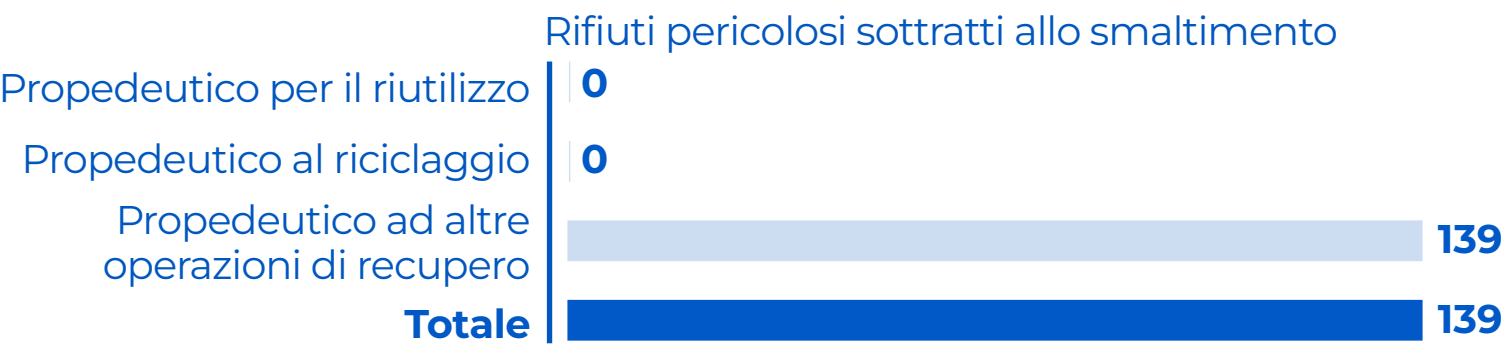 Rifiuti pericolosi sottratti allo smaltimento
Propedeutico per il riutilizzo 0
Propedeutico al riciclaggio 0
Propedeutico ad altre
operazioni di recupero 139
Totale 139